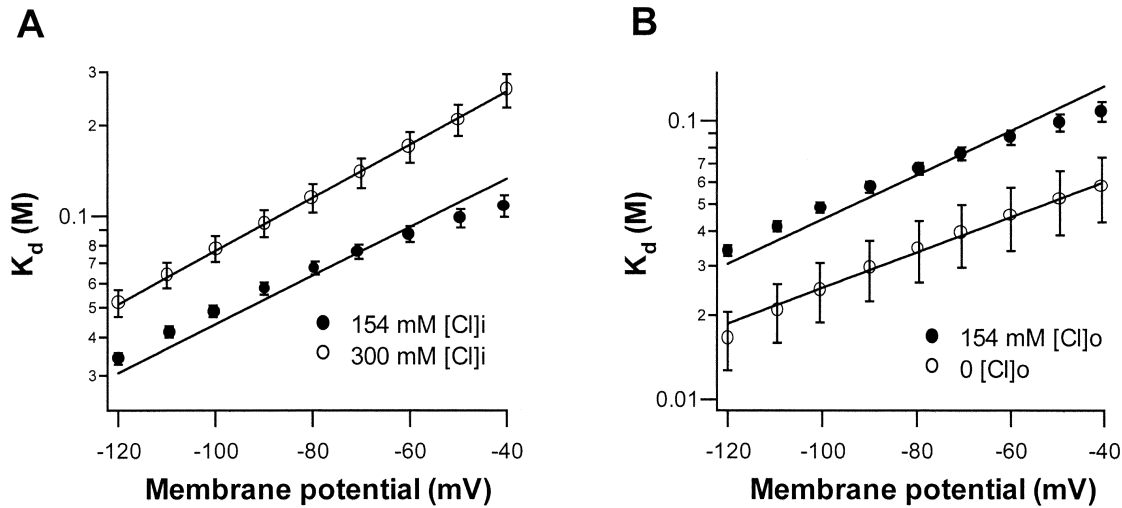 A
B
3
2
0.1
8
7
6
5
4
3
K_d (M)
154 mM [Cl]i
300 mM [Cl]i
-120 -100 -80 -60 -40
Membrane potential (mV)
0.1
7
6
5
4
3
2
0.01
K_d (M)
154 mM [Cl]o
0 [Cl]o
-120 -100 -80 -60 -40
Membrane potential (mV)